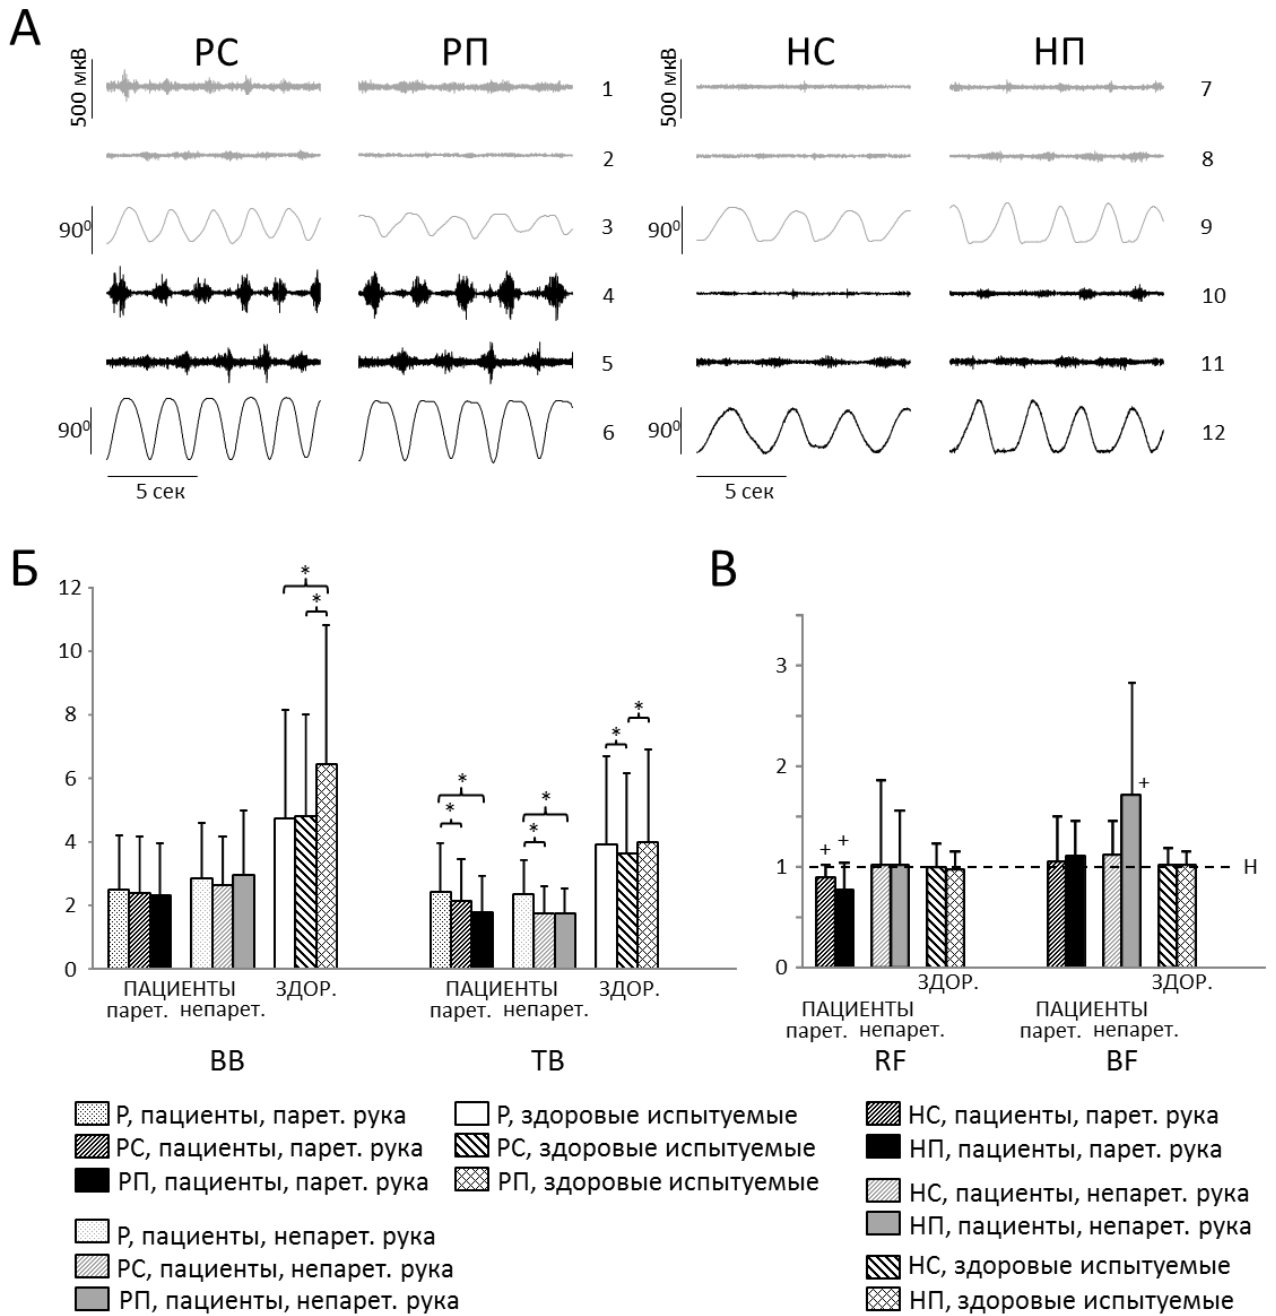 А
РС РП НС НП
500 мкВ 1 500 мкВ 7
2 8
90⁰ 3 90⁰ 9
4 10
5 11
90⁰ 6 90⁰ 12
5 сек 5 сек
Б
12
10
8
6
4
2
0
* *
* *
* *
* *
ПАЦИЕНТЫ ЗДОР. ПАЦИЕНТЫ ЗДОР.
парет. непарет. парет. непарет.
BB TB
В
3
2
1
0
+ + +
Н
ЗДОР. ЗДОР.
ПАЦИЕНТЫ ПАЦИЕНТЫ
парет. непарет. парет. непарет.
RF BF
Р, пациенты, парет. рука
РС, пациенты, парет. рука
РП, пациенты, парет. рука
Р, пациенты, непарет. рука
РС, пациенты, непарет. рука
РП, пациенты, непарет. рука
Р, здоровые испытуемые
РС, здоровые испытуемые
РП, здоровые испытуемые
НС, пациенты, парет. рука
НП, пациенты, парет. рука
НС, пациенты, непарет. рука
НП, пациенты, непарет. рука
НС, здоровые испытуемые
НП, здоровые испытуемые